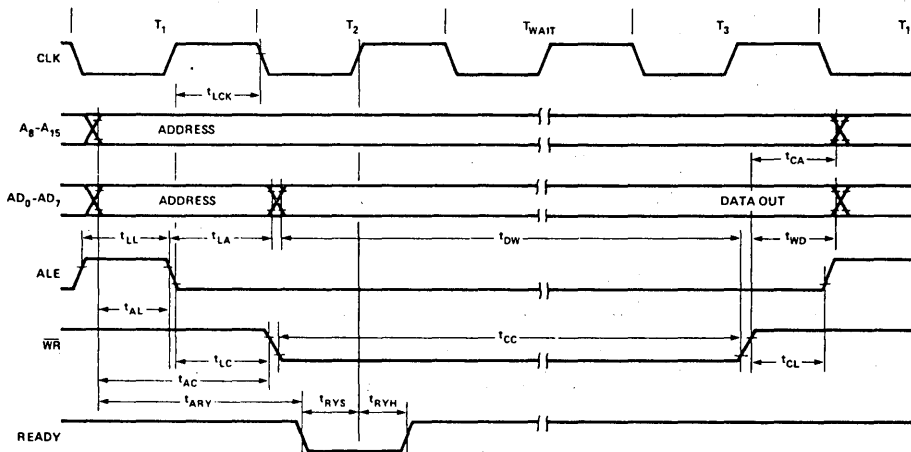 T1 T2 TWAIT T3 T1
CLK
tLCK
A8-A15 ADDRESS
tCA
AD0-AD7 ADDRESS DATA OUT
tLL tLA tDW tWD
ALE
tAL
WR tCC
tLC tCL
tAC
tARY tRYS tRYH
READY